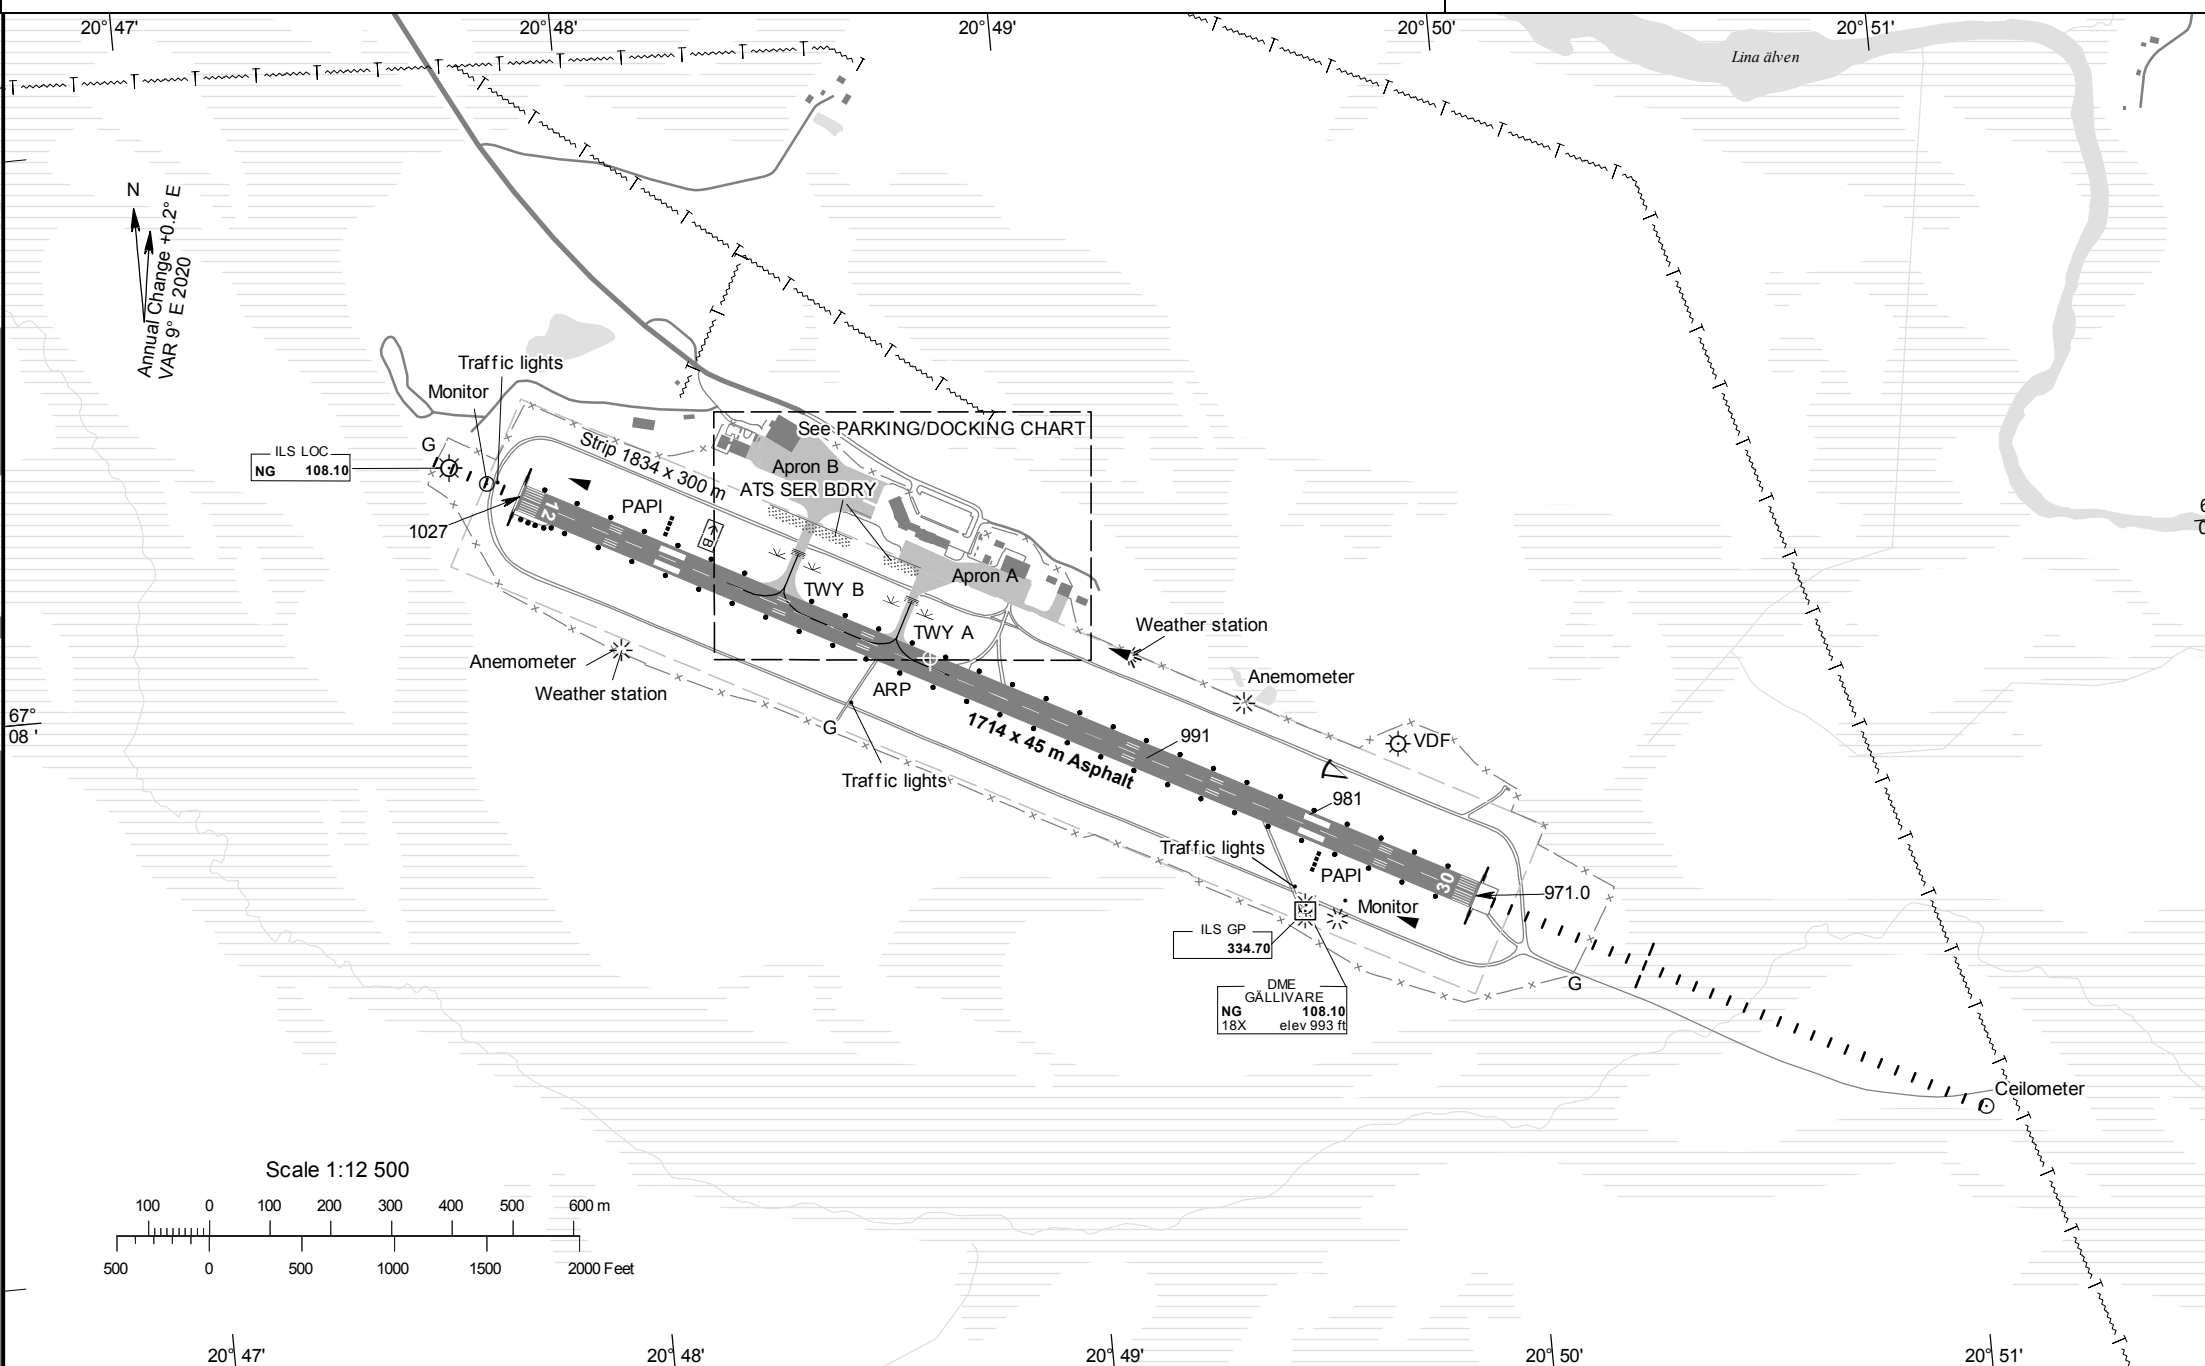 20° 47'
20° 48'
20° 49'
20° 50'
20° 51'
Lina älven
N
Annual Change +0.2° E
VAR 9° E 2020
Traffic lights
Monitor
G
ILS LOC
NG 108.10
1027
12
Strip 1834 x 300 m
PAPI
B
See PARKING/DOCKING CHART
Apron B
ATS SER BDRY
Apron A
TWY B
TWY A
Weather station
Anemometer
Anemometer
Weather station
ARP
G
Traffic lights
1714 x 45 m Asphalt
991
VDF
981
67°
08 '
Traffic lights
PAPI
30
971.0
Monitor
ILS GP
334.70
DME
GÄLLIVARE
NG 108.10
18X elev 993 ft
G
Ceilometer
Scale 1:12 500
100 0 100 200 300 400 500 600 m
500 0 500 1000 1500 2000 Feet
20° 47'
20° 48'
20° 49'
20° 50'
20° 51'